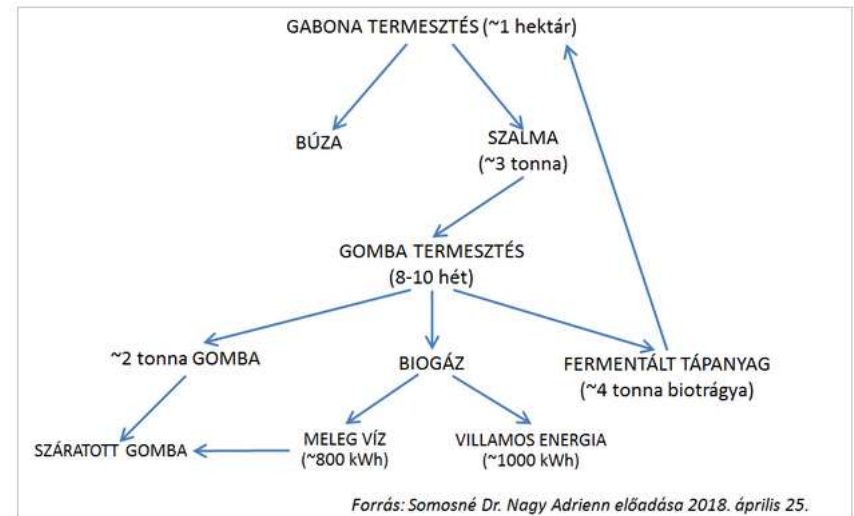 GABONA TERMESZTÉS (~1 hektár)
BÚZA
SZALMA
(~3 tonna)
GOMBA TERMESZTÉS
(8-10 hét)
~2 tonna GOMBA
BIOGÁZ
FERMENTÁLT TÁPANYAG
(~4 tonna biotrágya)
SZÁRATOTT GOMBA
MELEG VÍZ
(~800 kWh)
VILLAMOS ENERGIA
(~1000 kWh)
Forrás: Somosné Dr. Nagy Adrienn előadása 2018. április 25.